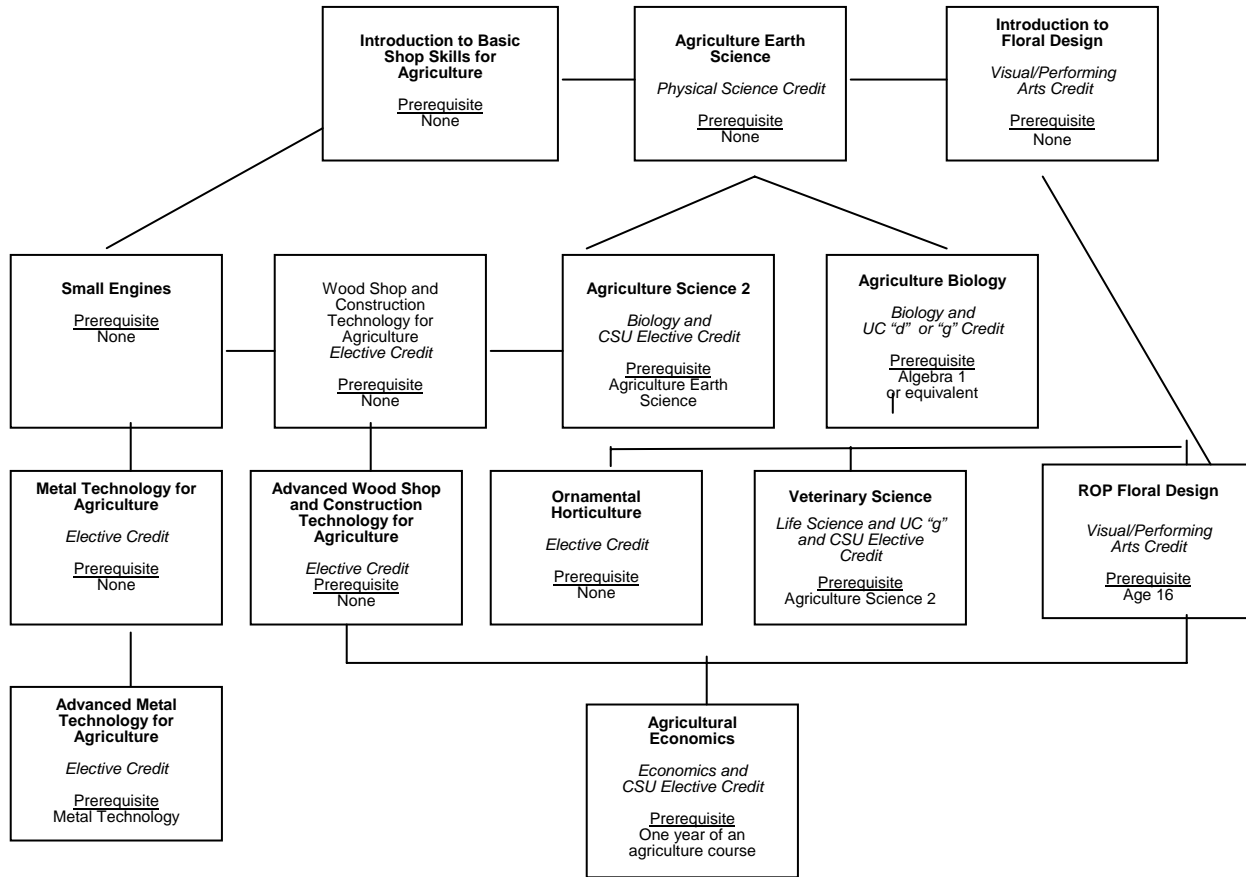 Introduction to Basic
Shop Skills for
Agriculture
Prerequisite
None
Agriculture Earth
Science
Physical Science Credit
Prerequisite
None
Introduction to
Floral Design
Visual/Performing
Arts Credit
Prerequisite
None
Small Engines
Prerequisite
None
Wood Shop and
Construction
Technology for
Agriculture
Elective Credit
Prerequisite
None
Agriculture Science 2
Biology and
CSU Elective Credit
Prerequisite
Agriculture Earth
Science
Agriculture Biology
Biology and
UC “d” or “g” Credit
Prerequisite
Algebra 1
or equivalent
Metal Technology for
Agriculture
Elective Credit
Prerequisite
None
Advanced Wood Shop
and Construction
Technology for
Agriculture
Elective Credit
Prerequisite
None
Ornamental
Horticulture
Elective Credit
Prerequisite
None
Veterinary Science
Life Science and UC “g”
and CSU Elective
Credit
Prerequisite
Agriculture Science 2
ROP Floral Design
Visual/Performing
Arts Credit
Prerequisite
Age 16
Advanced Metal
Technology for
Agriculture
Elective Credit
Prerequisite
Metal Technology
Agricultural
Economics
Economics and
CSU Elective Credit
Prerequisite
One year of an
agriculture course